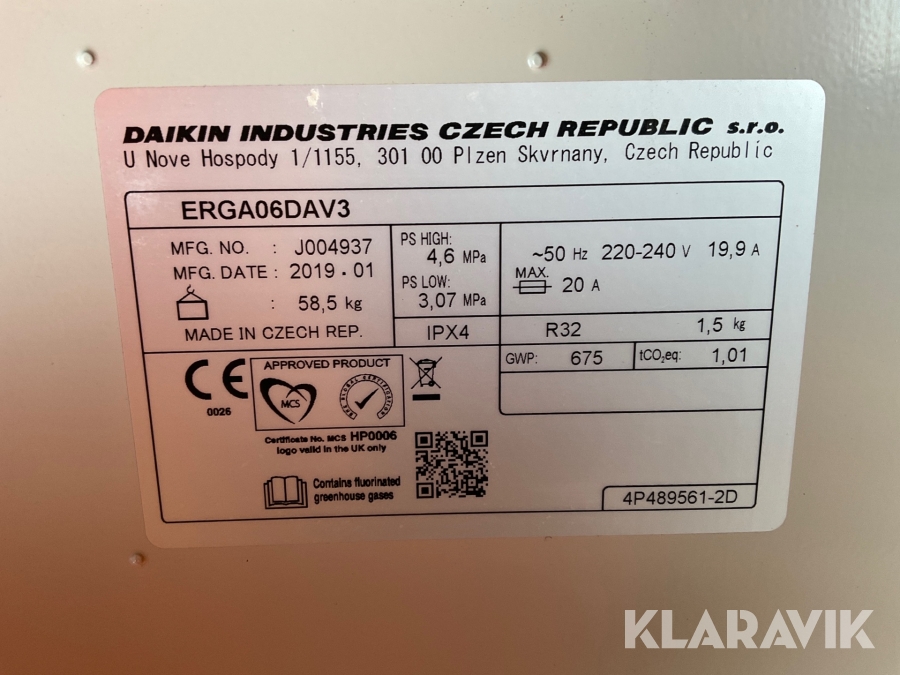 DAIKIN INDUSTRIES CZECH REPUBLIC s.r.o.
U Nove Hospody 1/1155, 301 00 Plzen Skvrnany, Czech Republic
ERGA06DAV3
MFG. NO. : J004937
MFG. DATE : 2019 · 01
: 58,5 kg
MADE IN CZECH REP.
PS HIGH:
4,6 MPa
PS LOW:
3,07 MPa
IPX4
~50 Hz 220-240 V 19,9 A
MAX.
20 A
R32 1,5 kg
GWP: 675 tCO₂eq: 1,01
CE
0026
APPROVED PRODUCT
MCS
BRE GLOBAL CERTIFICATION
Certificate No. MCS HP0006
logo valid in the UK only
Contains fluorinated
greenhouse gases
4P489561-2D
KLARAVIK